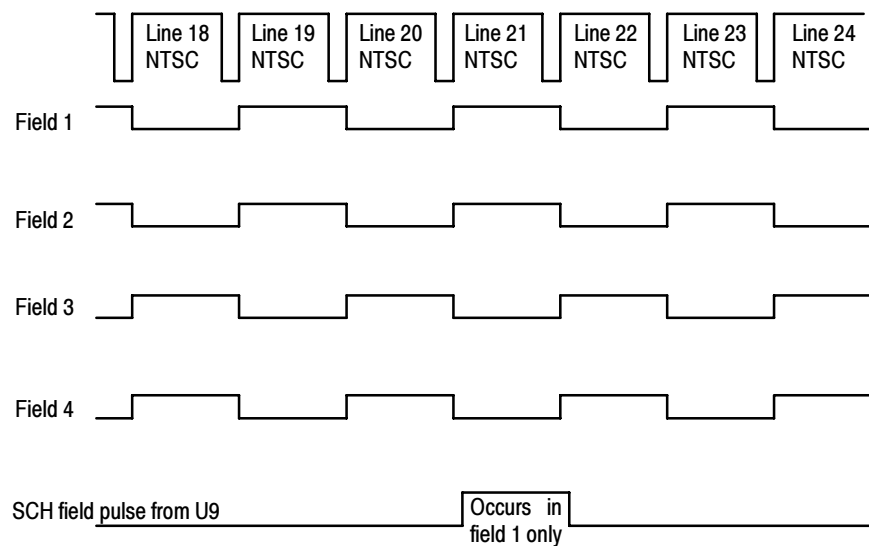 Line 18 Line 19 Line 20 Line 21 Line 22 Line 23 Line 24
NTSC NTSC NTSC NTSC NTSC NTSC NTSC
Field 1
Field 2
Field 3
Field 4
SCH field pulse from U9
Occurs in
field 1 only